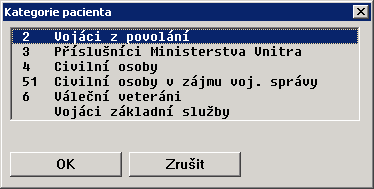 Kategorie pacienta
2 Vojáci z povolání
3 Příslušníci Ministerstva Vnitra
4 Civilní osoby
51 Civilní osoby v zájmu voj. správy
6 Váleční veteráni
Vojáci základní služby
OK Zrušit